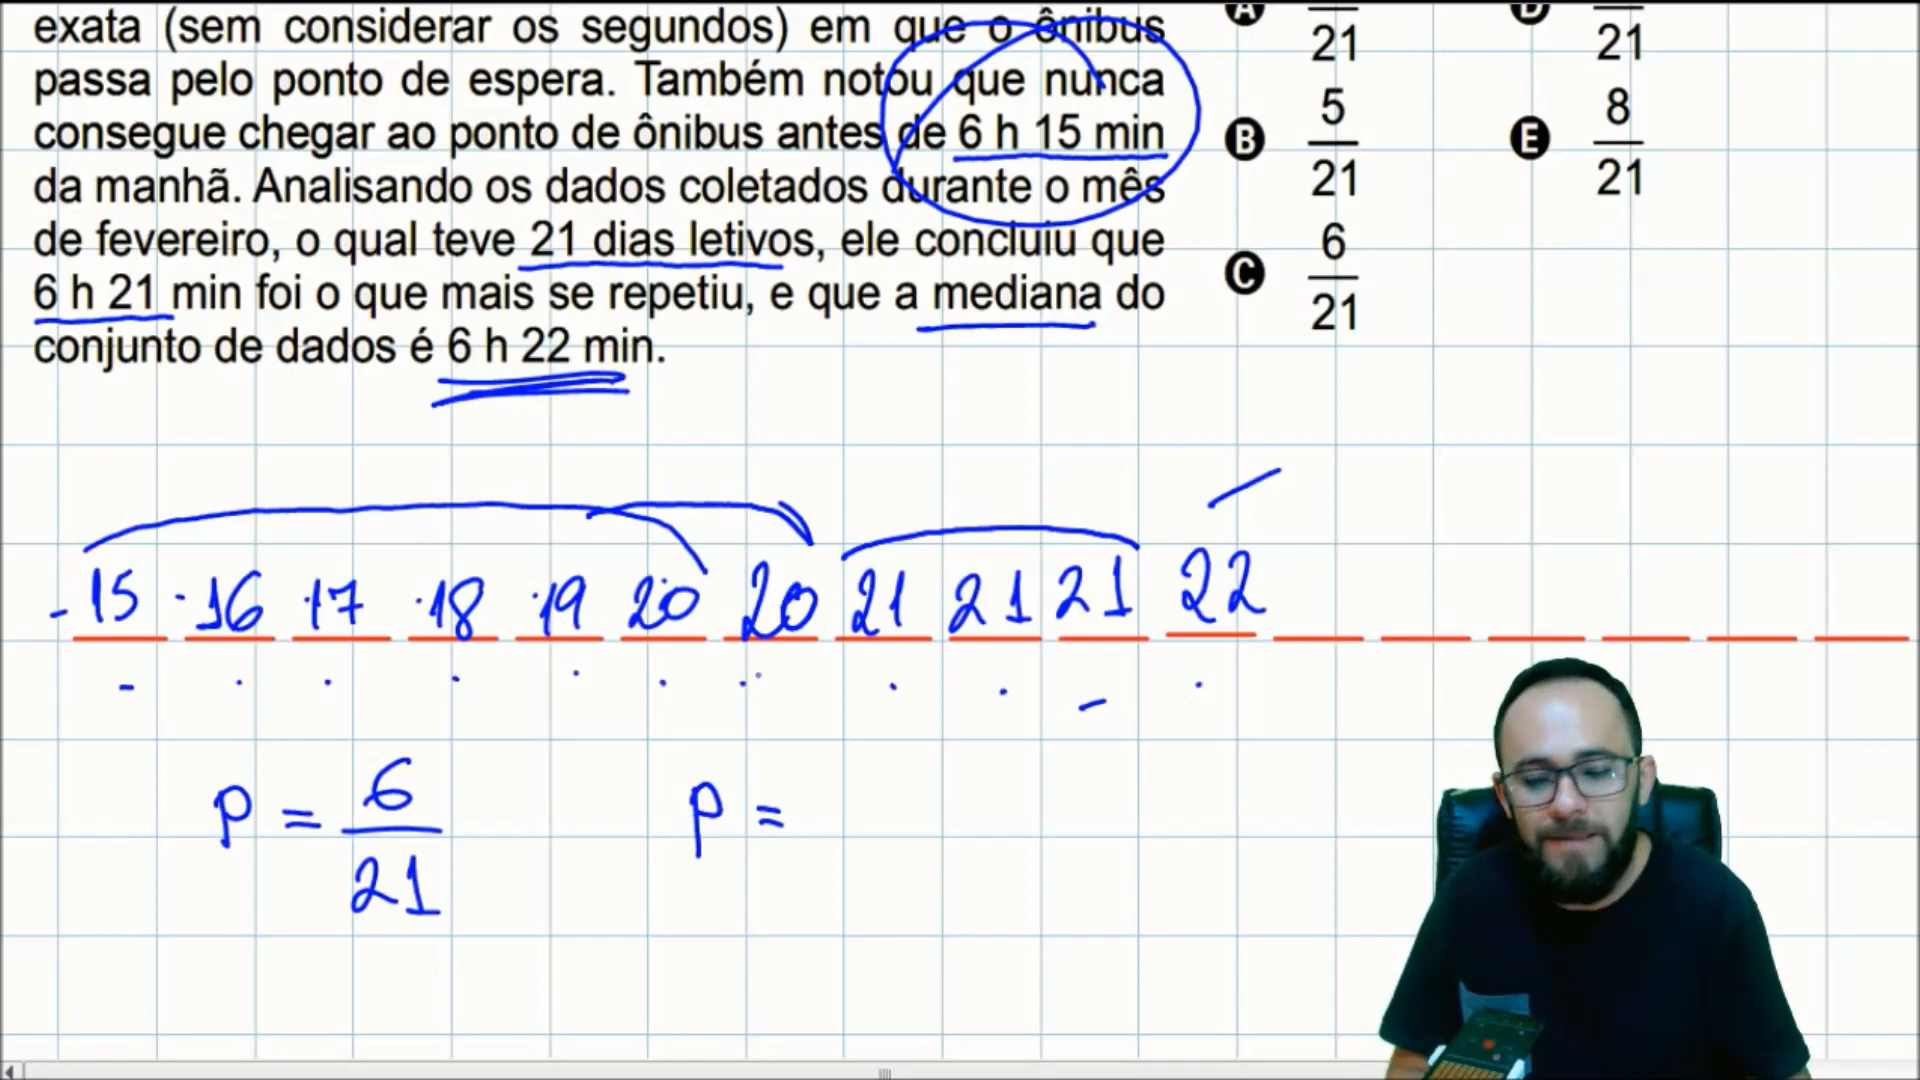 exata (sem considerar os segundos) em que o ônibus
passa pelo ponto de espera. Também notou que nunca
consegue chegar ao ponto de ônibus antes de 6 h 15 min
da manhã. Analisando os dados coletados durante o mês
de fevereiro, o qual teve 21 dias letivos, ele concluiu que
6 h 21 min foi o que mais se repetiu, e que a mediana do
conjunto de dados é 6 h 22 min.
A 21
D 21
B 5/21
E 8/21
C 6/21
15 16 17 18 19 20 20 21 21 21 22
P = 6/21
P =